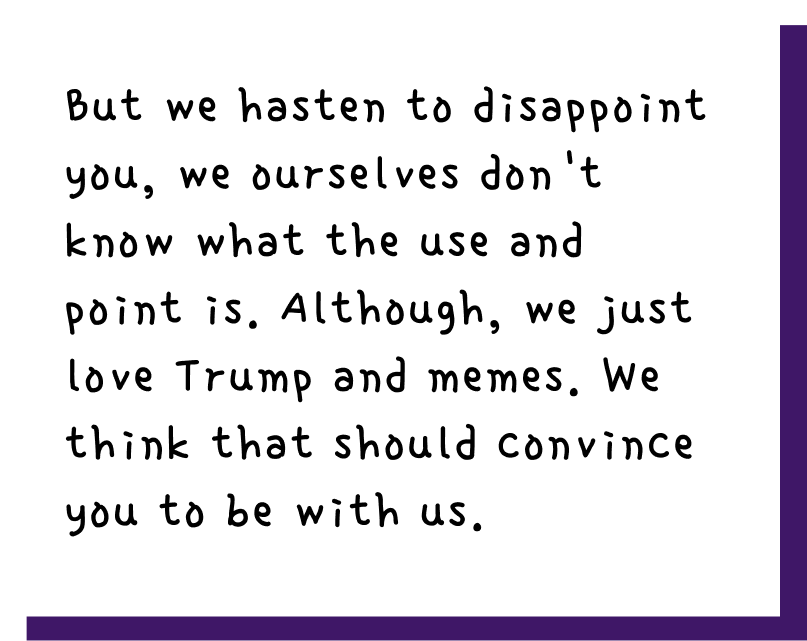 But we hasten to disappoint
you, we ourselves don't
know what the use and
point is. Although, we just
love Trump and memes. We
think that should convince
you to be with us.